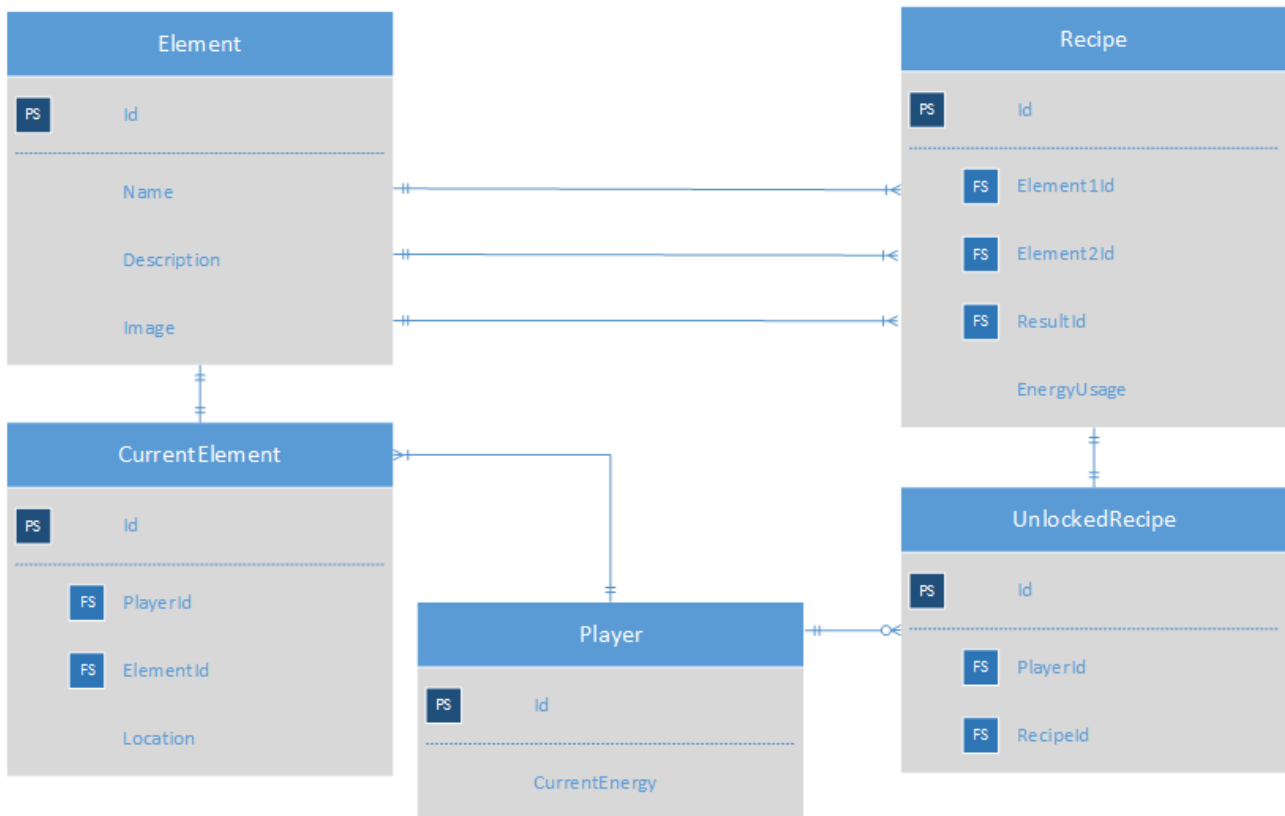 Element
PS Id
Name
Description
Image
Recipe
PS Id
FS Element1Id
FS Element2Id
FS ResultId
EnergyUsage
CurrentElement
PS Id
FS PlayerId
FS ElementId
Location
Player
PS Id
CurrentEnergy
UnlockedRecipe
PS Id
FS PlayerId
FS RecipeId